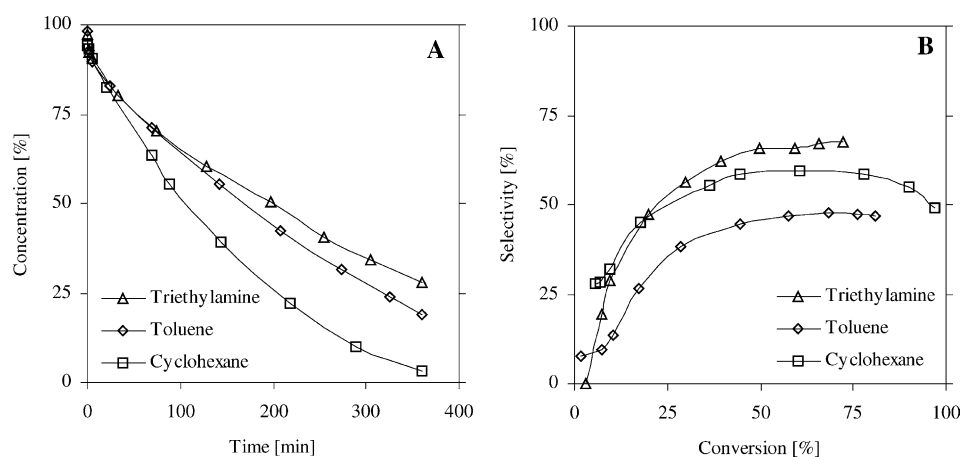 A
Concentration [%]
100
75
50
25
0
Triethylamine
Toluene
Cyclohexane
0 100 200 300 400
Time [min]
B
Selectivity [%]
100
75
50
25
0
Triethylamine
Toluene
Cyclohexane
0 25 50 75 100
Conversion [%]